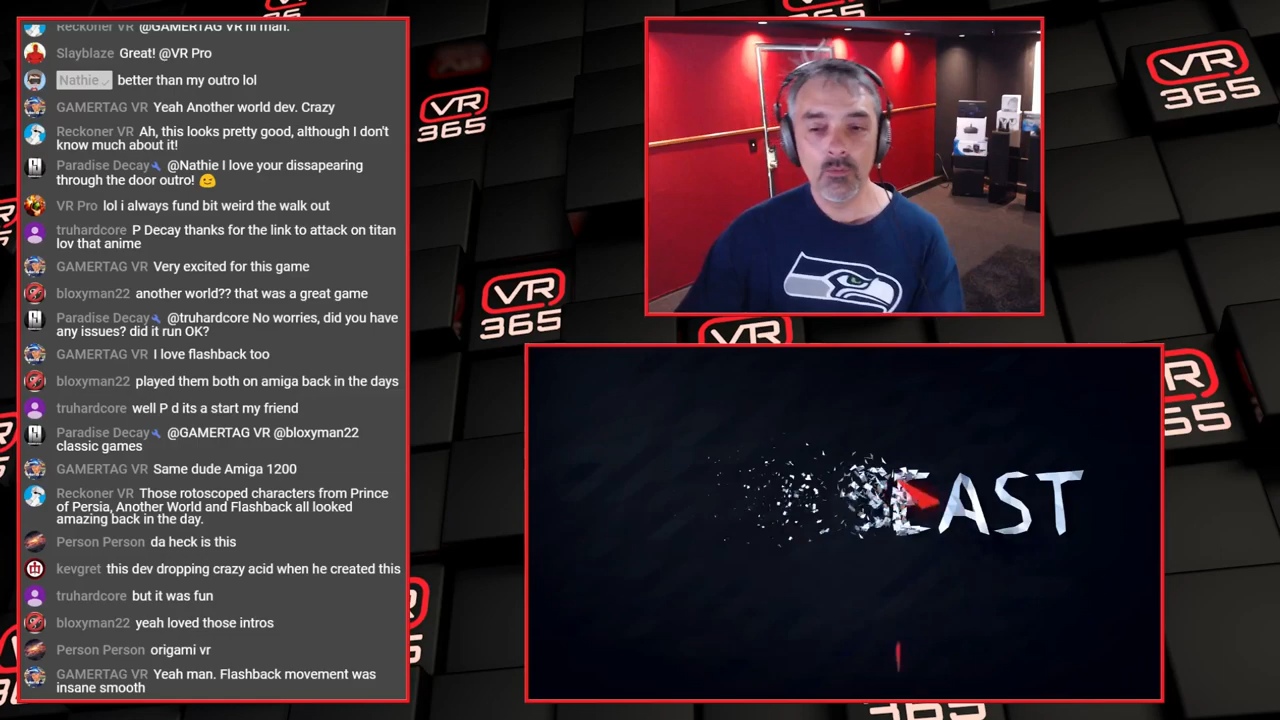 Reckoner VR @GAMERTAG VR hi man.
Slayblaze Great! @VR Pro
Nathie better than my outro lol
GAMERTAG VR Yeah Another world dev. Crazy
Reckoner VR Ah, this looks pretty good, although I don't
know much about it!
Paradise Decay @Nathie I love your dissapearing
through the door outro!
VR Pro lol i always fund bit weird the walk out
truhardcore P Decay thanks for the link to attack on titan
lov that anime
GAMERTAG VR Very excited for this game
bloxyman22 another world?? that was a great game
Paradise Decay @truhardcore No worries, did you have
any issues? did it run OK?
GAMERTAG VR I love flashback too
bloxyman22 played them both on amiga back in the days
truhardcore well P d its a start my friend
Paradise Decay @GAMERTAG VR @bloxyman22
classic games
GAMERTAG VR Same dude Amiga 1200
Reckoner VR Those rotoscoped characters from Prince
of Persia, Another World and Flashback all looked
amazing back in the day.
Person Person da heck is this
kevgret this dev dropping crazy acid when he created this
truhardcore but it was fun
bloxyman22 yeah loved those intros
Person Person origami vr
GAMERTAG VR Yeah man. Flashback movement was
insane smooth
VR
365
VR
365
VR
365
VR
365
EAST